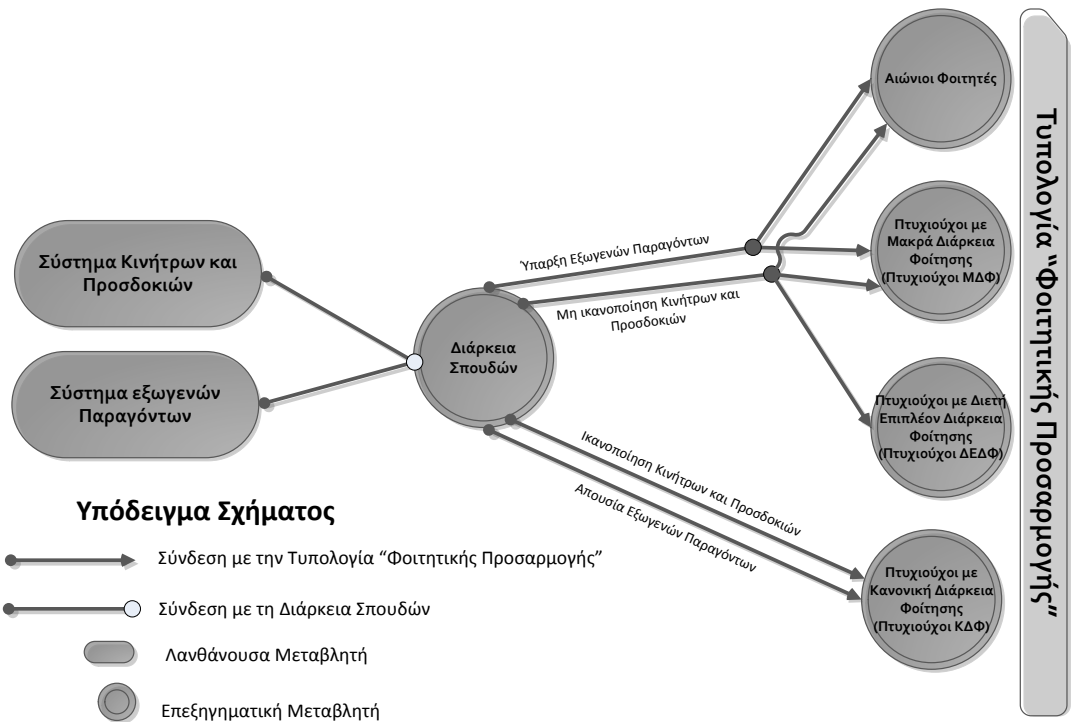 Αιώνιοι Φοιτητές
Πτυχιούχοι με
Μακρά Διάρκεια
Φοίτησης
(Πτυχιούχοι ΜΔΦ)
Πτυχιούχοι με Διετή
Επιπλέον Διάρκεια
Φοίτησης
(Πτυχιούχοι ΔΕΔΦ)
Πτυχιούχοι με
Κανονική Διάρκεια
Φοίτησης
(Πτυχιούχοι ΚΔΦ)
Τυπολογία "Φοιτητικής Προσαρμογής"
Σύστημα Κινήτρων και
Προσδοκιών
Σύστημα εξωγενών
Παραγόντων
Διάρκεια
Σπουδών
Ύπαρξη Εξωγενών Παραγόντων
Μη ικανοποίηση Κινήτρων και
Προσδοκιών
Ικανοποίηση Κινήτρων και Προσδοκιών
Απουσία Εξωγενών Παραγόντων
Υπόδειγμα Σχήματος
Σύνδεση με την Τυπολογία “Φοιτητικής Προσαρμογής”
Σύνδεση με τη Διάρκεια Σπουδών
Λανθάνουσα Μεταβλητή
Επεξηγηματική Μεταβλητή